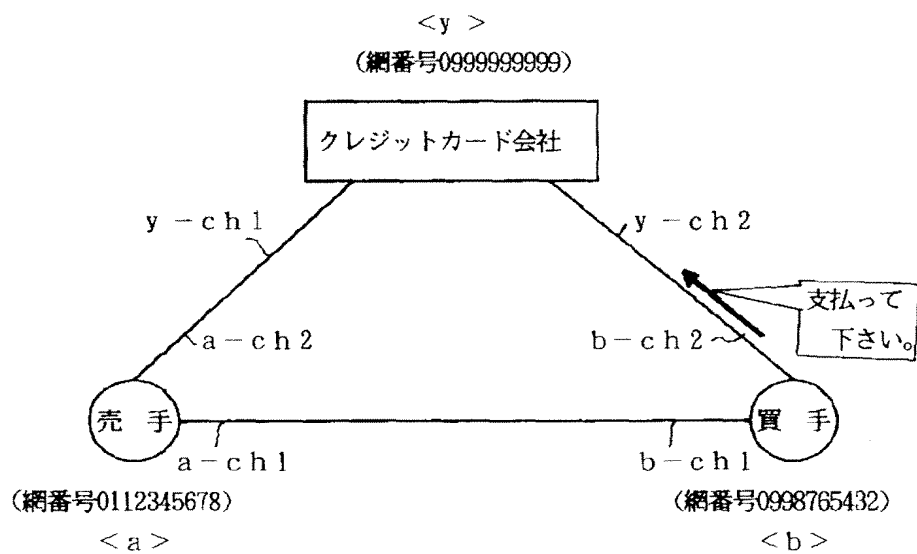 <y>
(網番号0999999999)
クレジットカード会社
y-ch1
y-ch2
支払って
下さい。
a-ch2
b-ch2
売 手
買 手
a-ch1
b-ch1
(網番号0112345678)
(網番号0998765432)
<a>
<b>